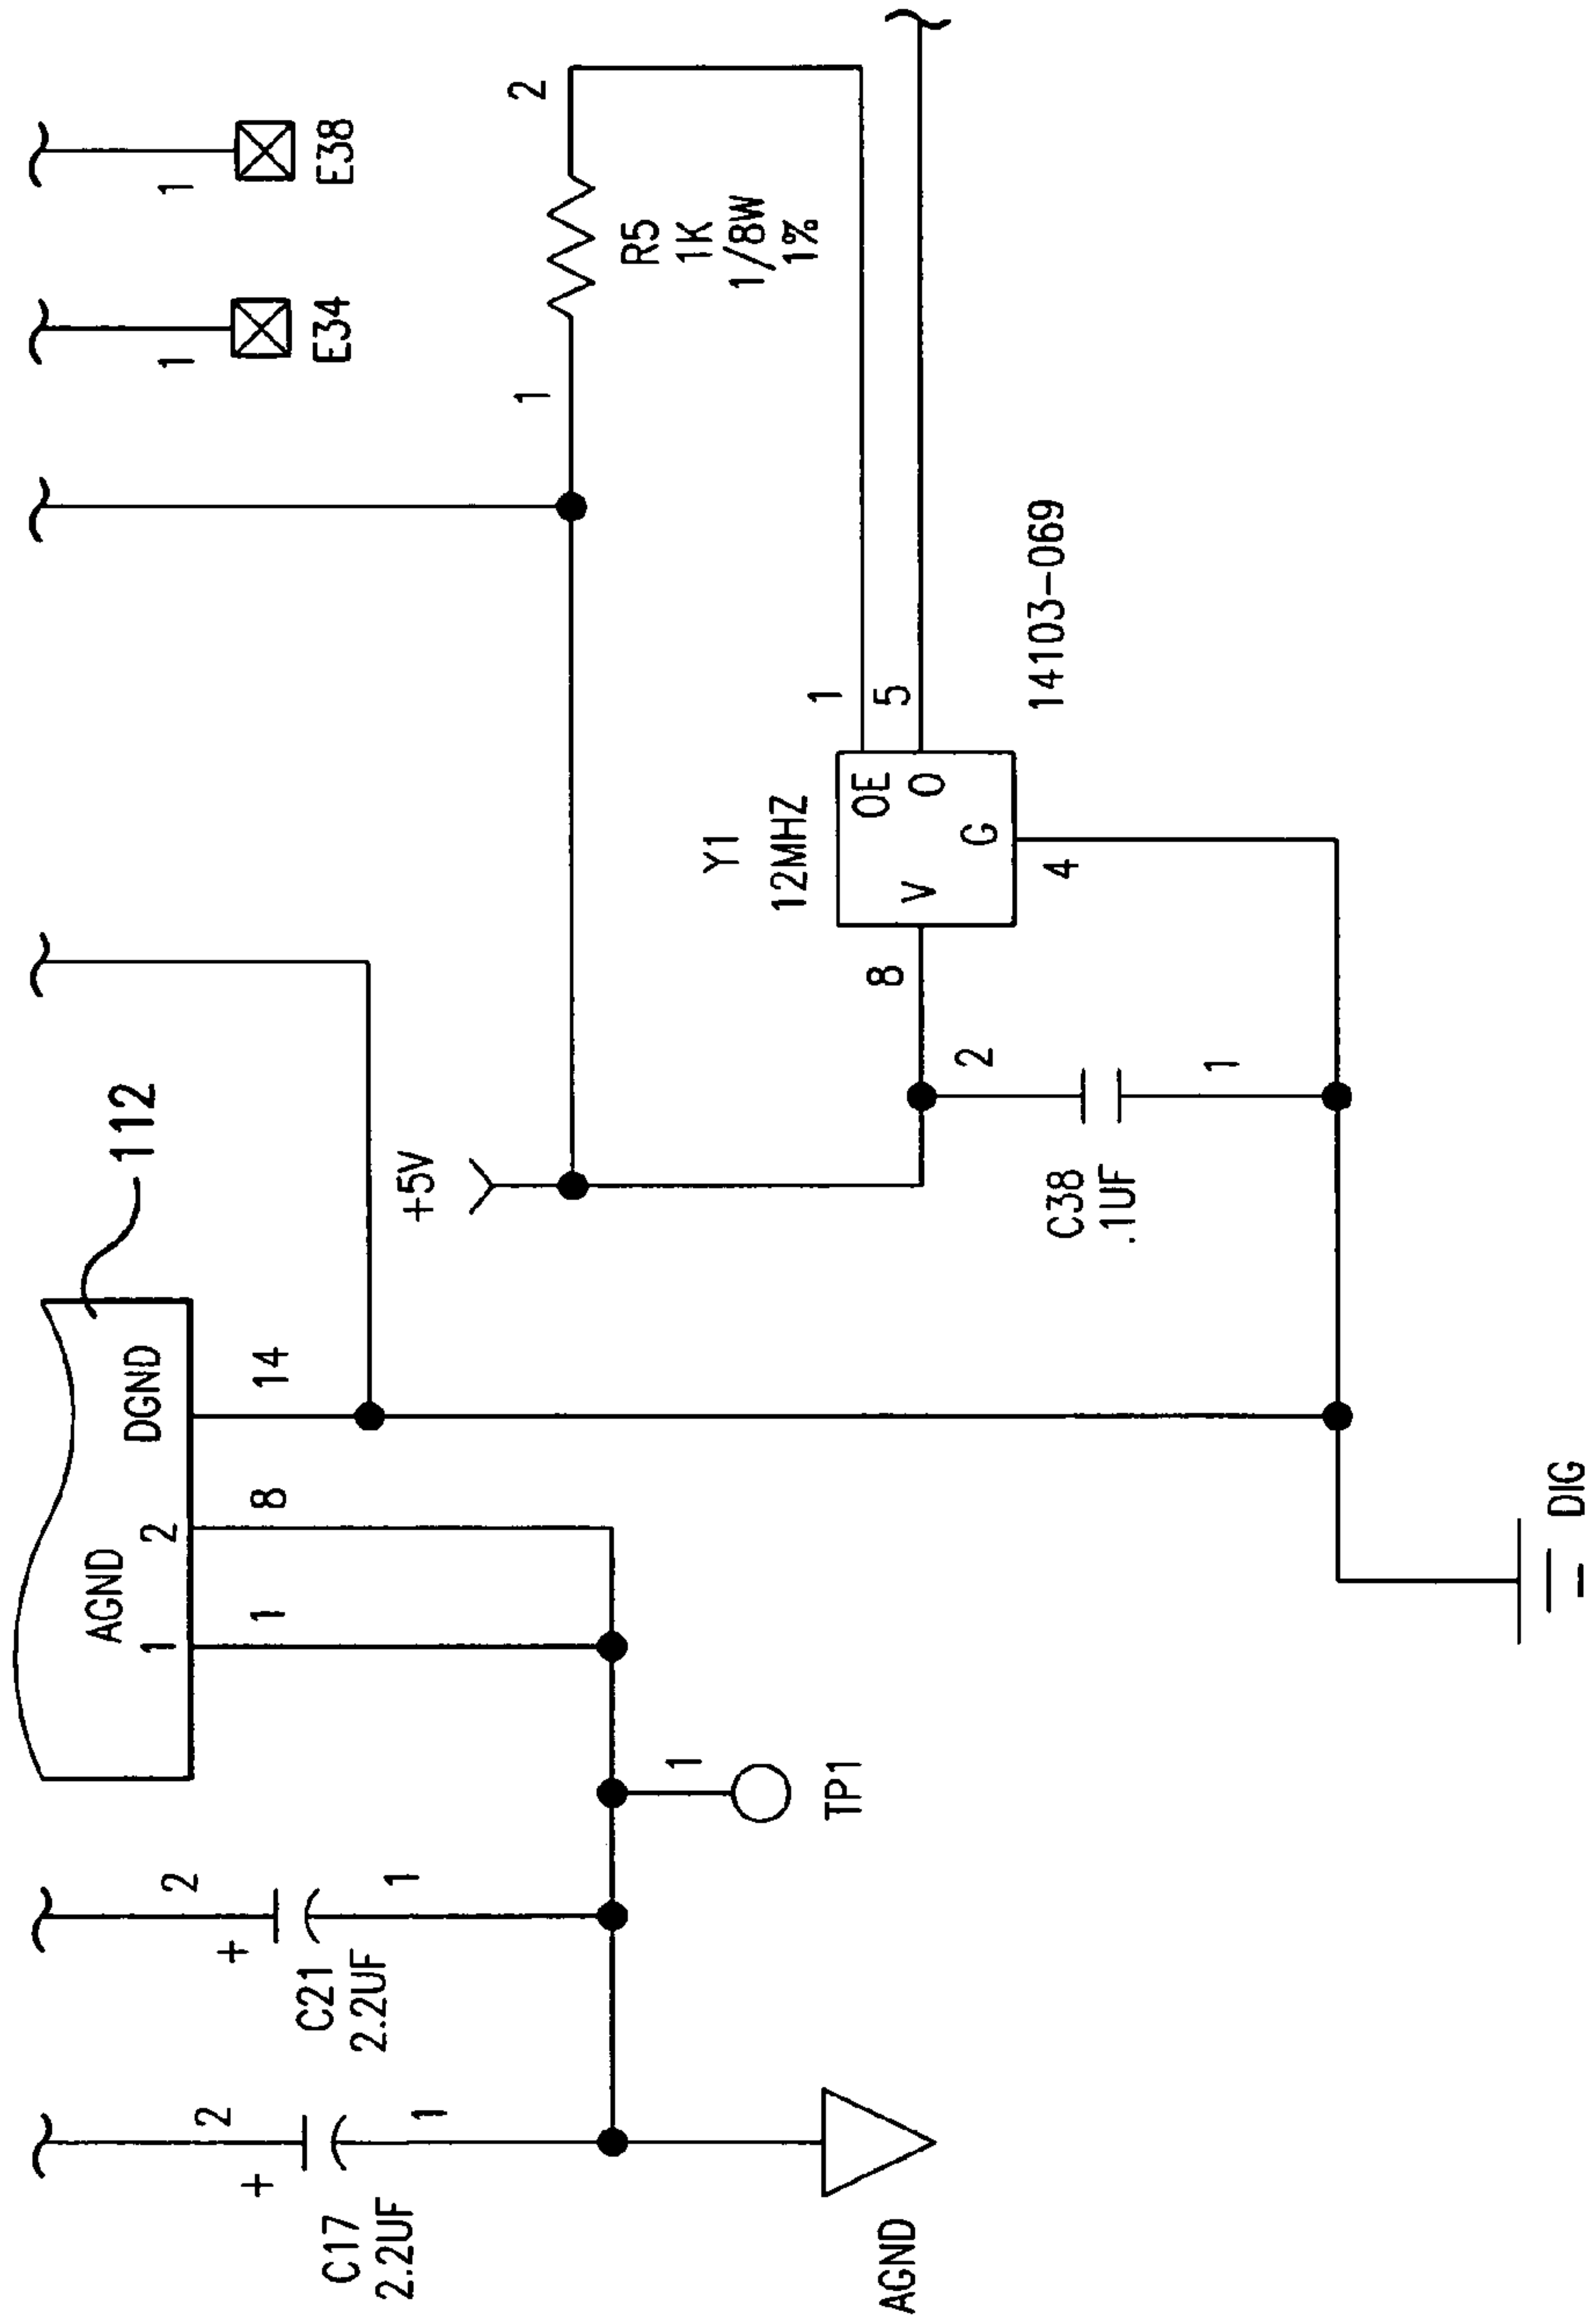 112
AGND
DGND
1
2
1
8
14
2
+
C17
2.2UF
1
2
+
C21
2.2UF
1
1
TP1
AGND
+5V
1
2
R5
1K
1/8W
1%
1
E34
1
E38
Y1
12MHZ
OE
O
V
G
1
5
8
4
14103-069
2
C38
.1UF
1
DIG